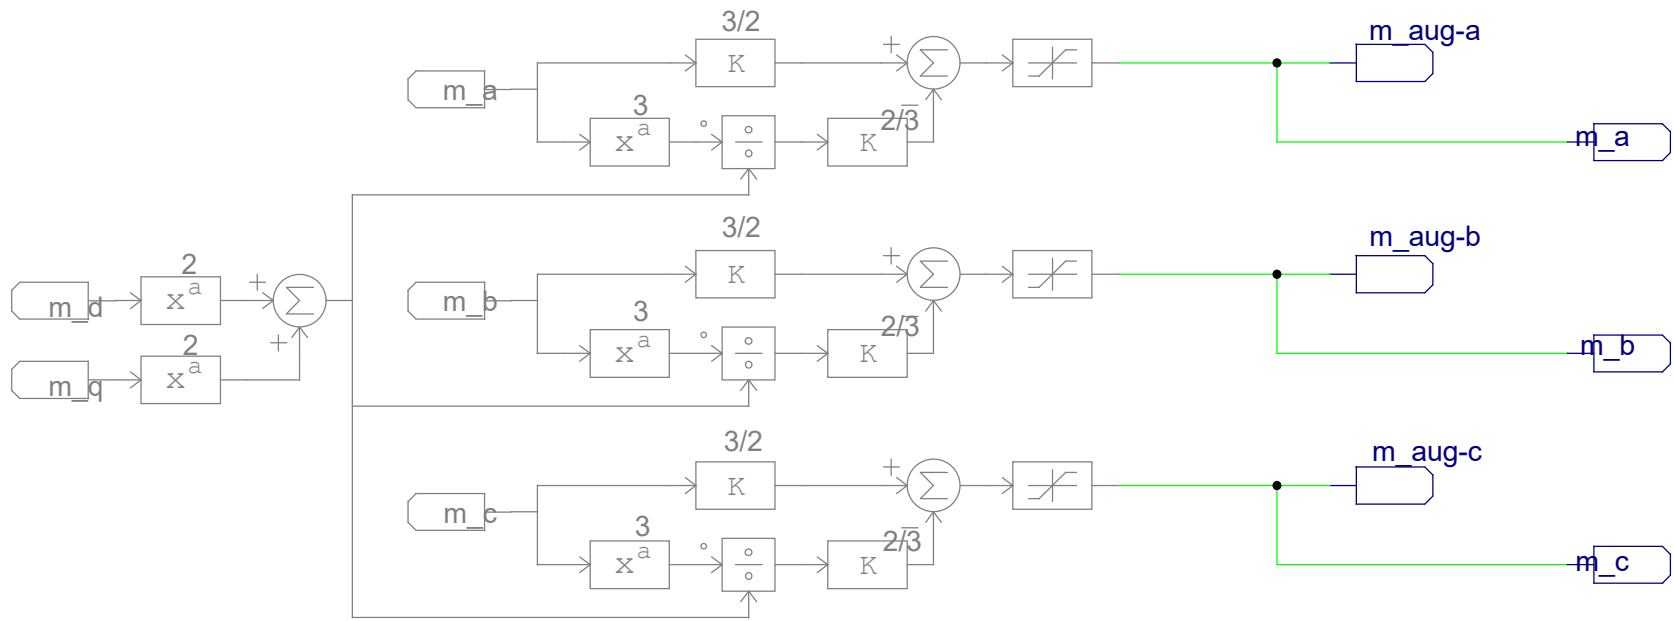 3/2
m_aug-a
+
K
Σ
m_a
3
x^a
÷
K
2/3̅
m_a
3/2
m_aug-b
+
K
Σ
2
m_d
x^a
+
Σ
m_b
3
x^a
÷
K
2/3̅
m_b
2
m_q
x^a
+
3/2
m_aug-c
+
K
Σ
m_c
3
x^a
÷
K
2/3̅
m_c